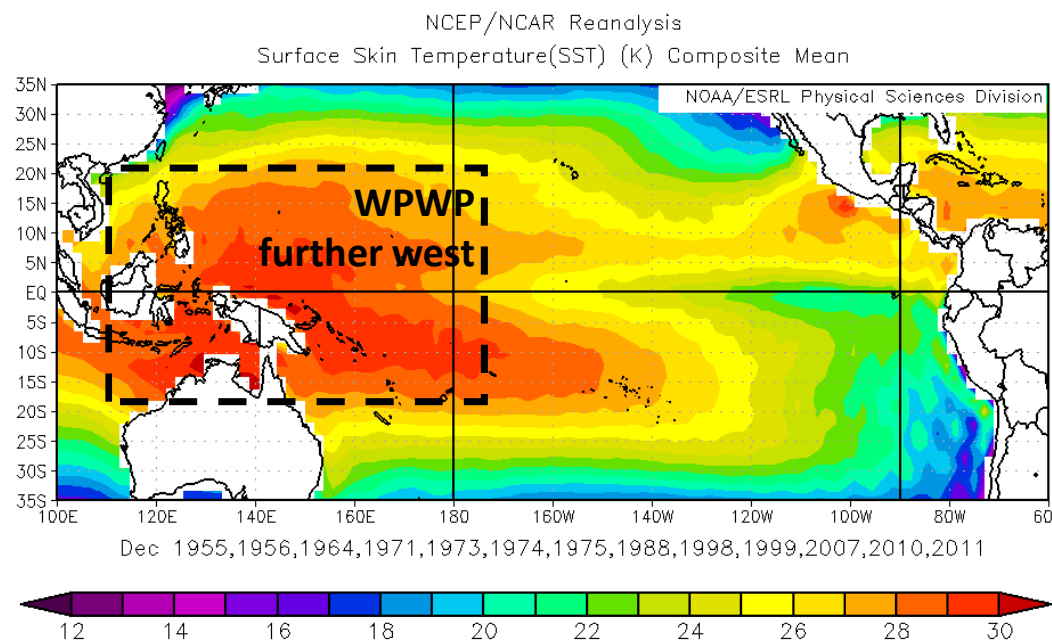 NCEP/NCAR Reanalysis
Surface Skin Temperature(SST) (K) Composite Mean
NOAA/ESRL Physical Sciences Division
35N
30N
25N
20N
15N
10N
5N
EQ
5S
10S
15S
20S
25S
30S
35S
WPWP
further west
100E 120E 140E 160E 180 160W 140W 120W 100W 80W 60
Dec 1955,1956,1964,1971,1973,1974,1975,1988,1998,1999,2007,2010,2011
12 14 16 18 20 22 24 26 28 30